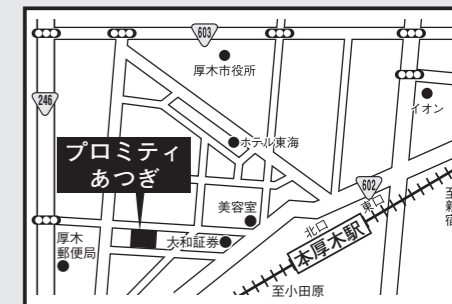 603
厚木市役所
246
イオン
ホテル東海
プロミティ
あつぎ
602
東口
至新宿
美容室
北口
厚木
郵便局
大和証券
本厚木駅
至小田原